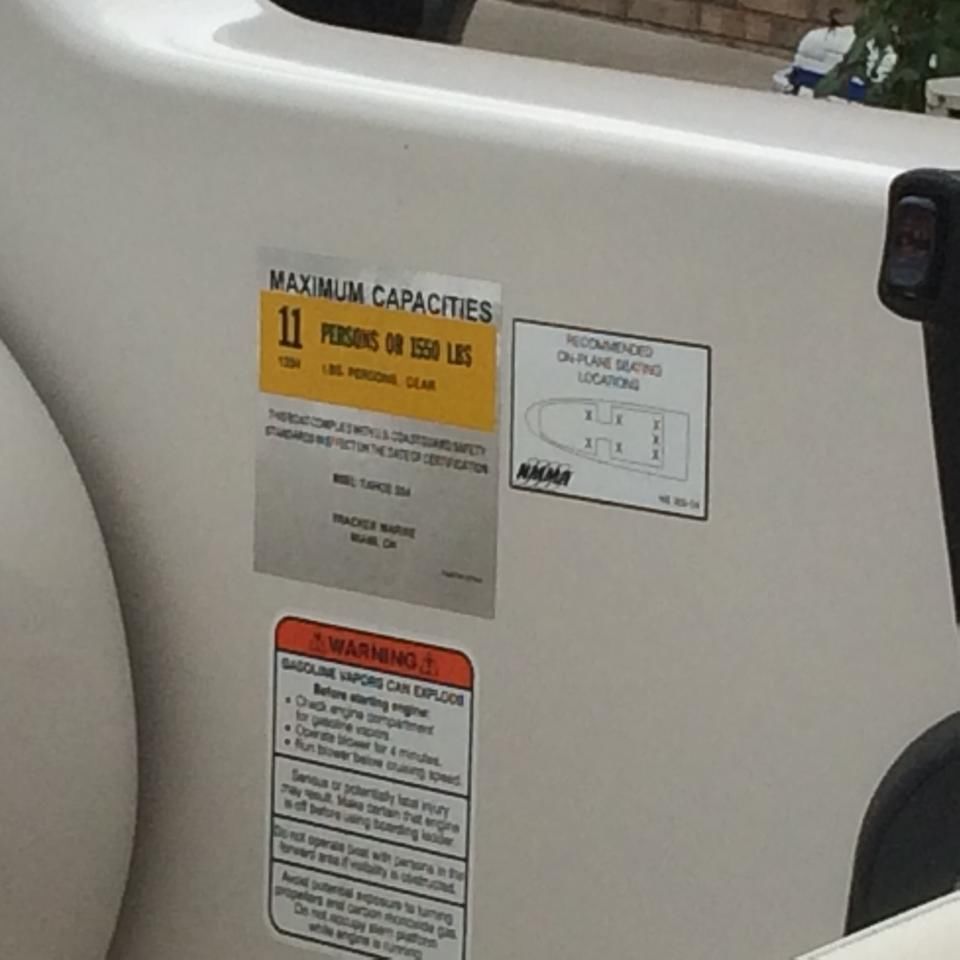 MAXIMUM CAPACITIES
11 PERSONS OR 1550 LBS
LBS. PERSONS, GEAR
THIS BOAT COMPLIES WITH U.S. COAST GUARD SAFETY
STANDARDS IN EFFECT ON THE DATE OF CERTIFICATION
TRACKER MARINE
MIAMI, OK
RECOMMENDED
ON-PLANE SEATING
LOCATIONS
X X X
X
X X X
NMMA
WARNING
GASOLINE VAPORS CAN EXPLODE
Before starting engine:
• Check engine compartment
for gasoline vapors
• Operate blower for 4 minutes.
• Run blower below cruising speed.
Serious or potentially fatal injury
may result. Make certain that engine
is off before using boarding ladder
Do not operate boat with persons in the
forward area if visibility is obstructed.
Avoid potential exposure to turning
propellers and carbon monoxide gas.
Do not occupy stern platform
while engine is running